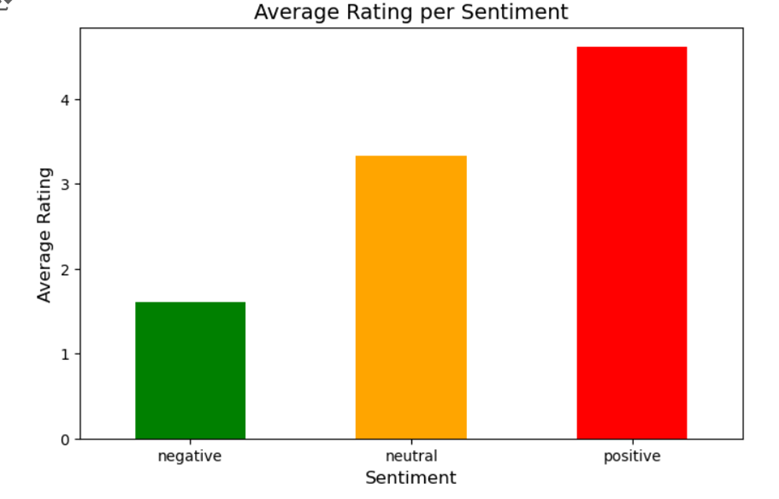 Average Rating per Sentiment
4
3
2
1
0
Average Rating
negative neutral positive
Sentiment